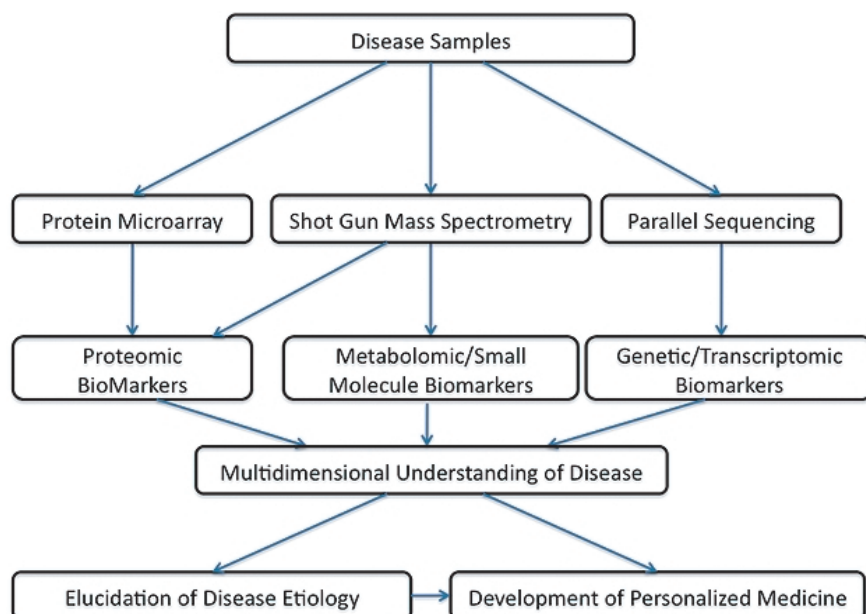 Disease Samples
Protein Microarray
Shot Gun Mass Spectrometry
Parallel Sequencing
Proteomic
BioMarkers
Metabolomic/Small
Molecule Biomarkers
Genetic/Transcriptomic
Biomarkers
Multidimensional Understanding of Disease
Elucidation of Disease Etiology
Development of Personalized Medicine